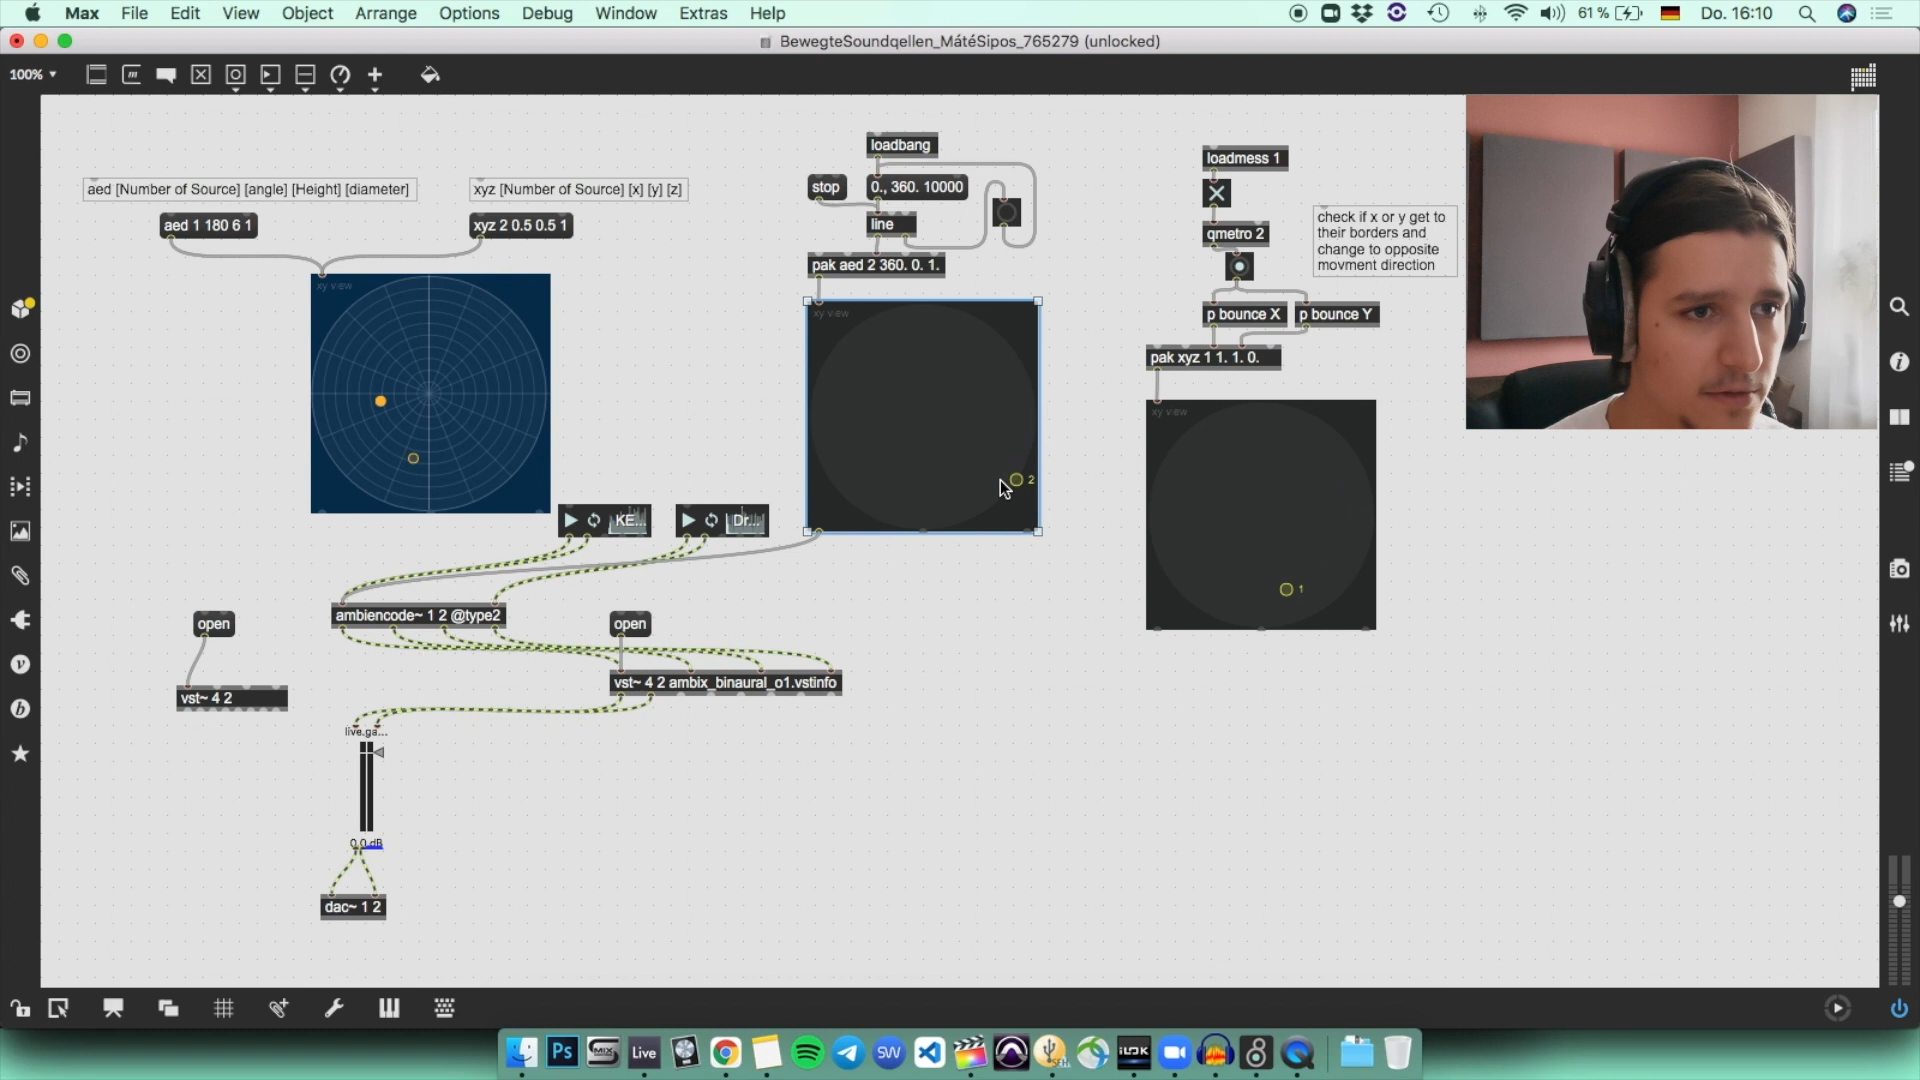 Max File Edit View Object Arrange Options Debug Window Extras Help
61 % Do. 16:10
BewegteSoundqellen_MátéSipos_765279 (unlocked)
100%
aed [Number of Source] [angle] [Height] [diameter]
xyz [Number of Source] [x] [y] [z]
aed 1 180 6 1
xyz 2 0.5 0.5 1
xy view
loadbang
stop
0., 360. 10000
line
pak aed 2 360. 0. 1.
xy view
2
loadmess 1
qmetro 2
check if x or y get to
their borders and
change to opposite
movment direction
p bounce X
p bounce Y
pak xyz 1 1. 1. 0.
xy view
1
KE...
Dr...
ambiencode~ 1 2 @type2
open
open
vst~ 4 2
vst~ 4 2 ambix_binaural_o1.vstinfo
live.ga...
0.0 dB
dac~ 1 2
Ps
MIX
Live
SW
iLOK